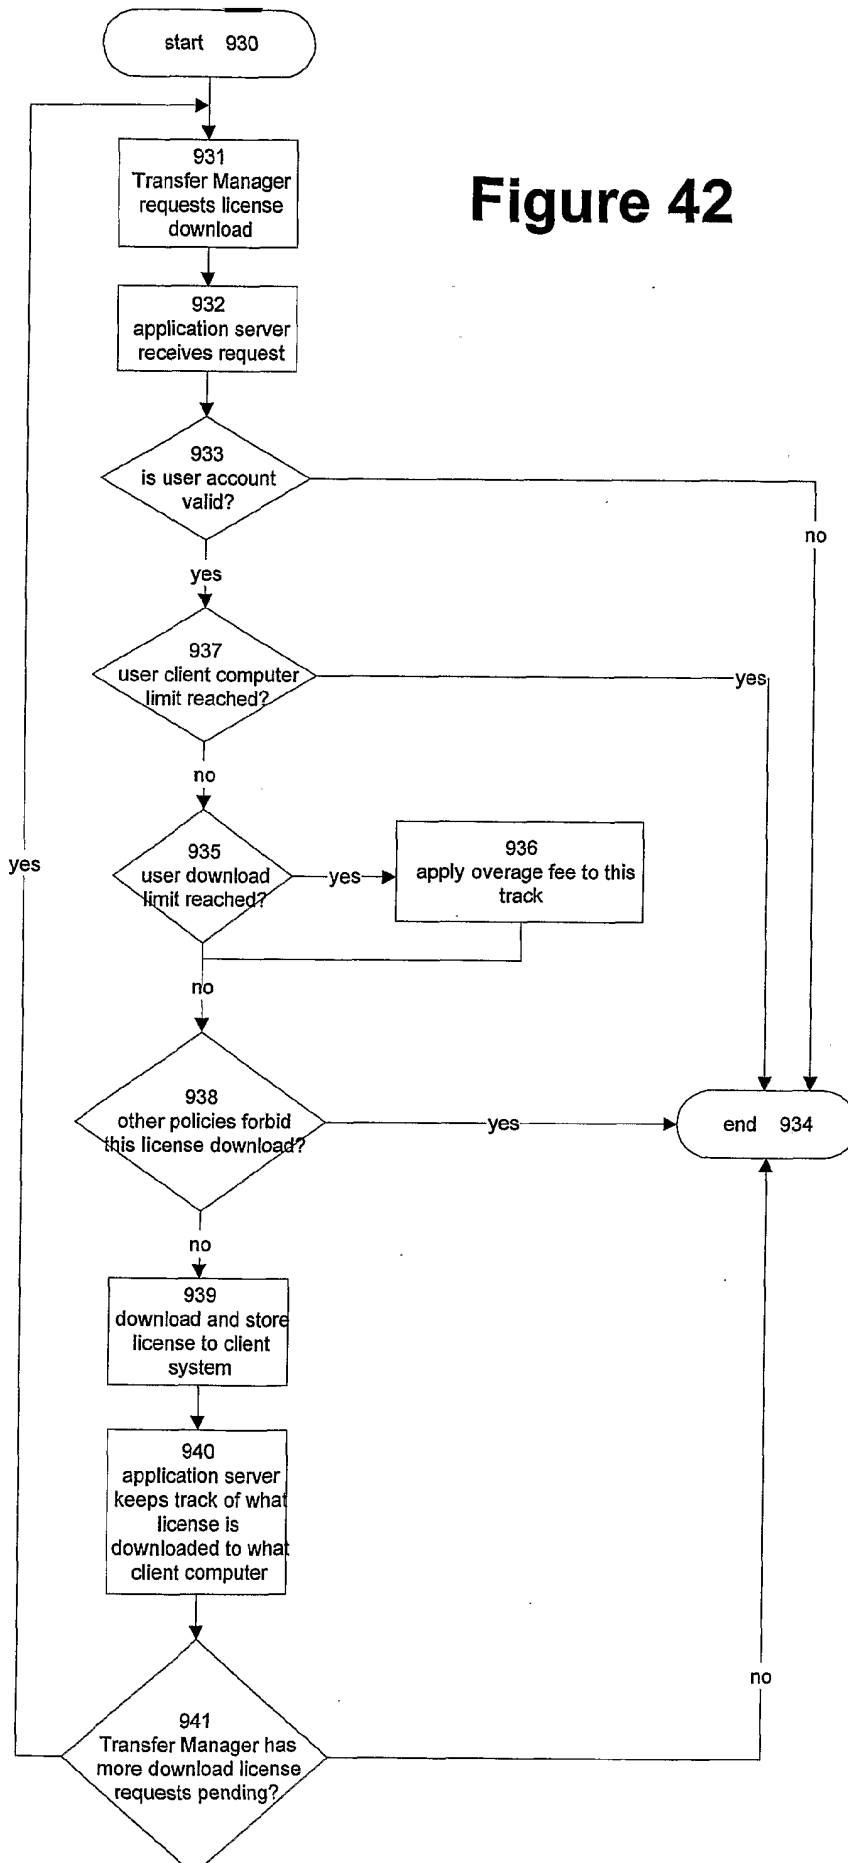 start 930
931
Transfer Manager
requests license
download
Figure 42
932
application server
receives request
933
is user account
valid?
no
yes
937
user client computer
limit reached?
yes
no
935
user download
limit reached?
yes
936
apply overage fee to this
track
yes
no
938
other policies forbid
this license download?
yes
end 934
no
939
download and store
license to client
system
940
application server
keeps track of what
license is
downloaded to what
client computer
no
941
Transfer Manager has
more download license
requests pending?